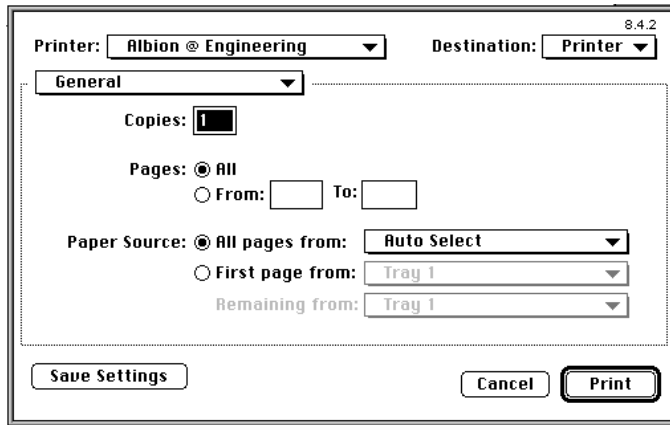 8.4.2
Printer: Albion @ Engineering Destination: Printer
General
Copies: 1
Pages: All
From: To:
Paper Source: All pages from: Auto Select
First page from: Tray 1
Remaining from: Tray 1
Save Settings Cancel Print